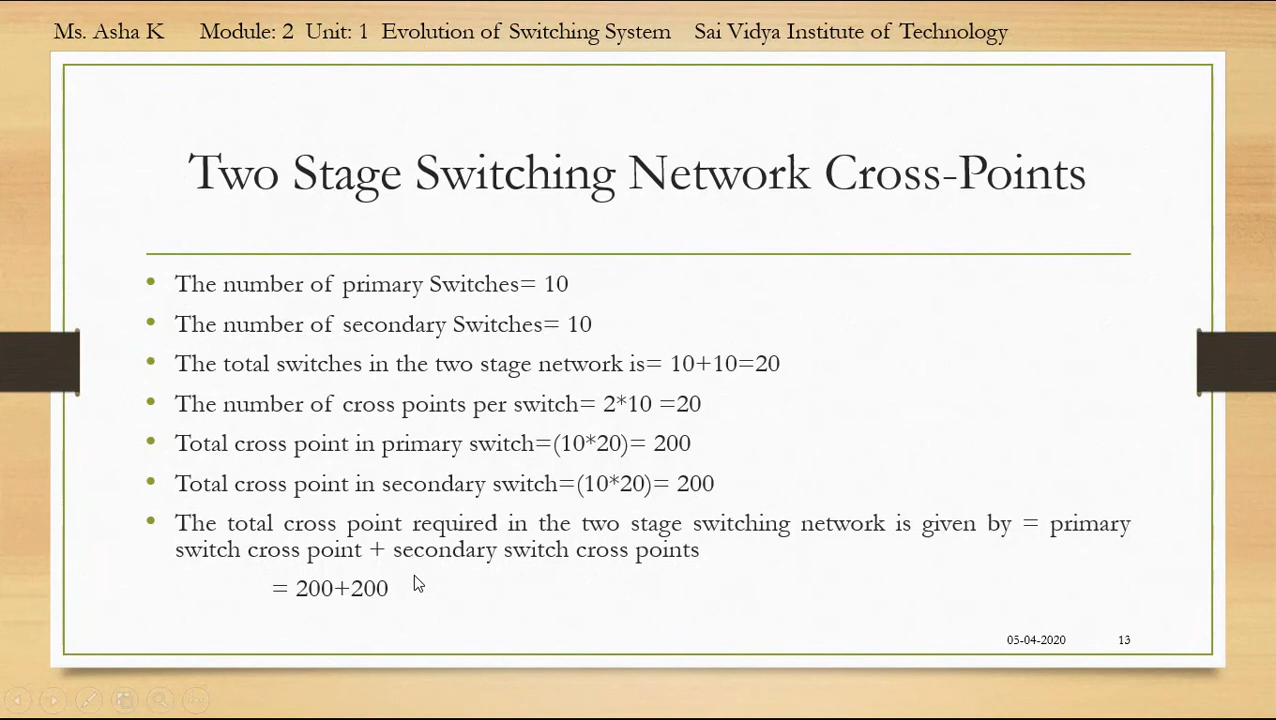 Ms. Asha K Module: 2 Unit: 1 Evolution of Switching System Sai Vidya Institute of Technology
Two Stage Switching Network Cross-Points
• The number of primary Switches= 10
• The number of secondary Switches= 10
• The total switches in the two stage network is= 10+10=20
• The number of cross points per switch= 2*10 =20
• Total cross point in primary switch=(10*20)= 200
• Total cross point in secondary switch=(10*20)= 200
• The total cross point required in the two stage switching network is given by = primary
switch cross point + secondary switch cross points
= 200+200
05-04-2020 13